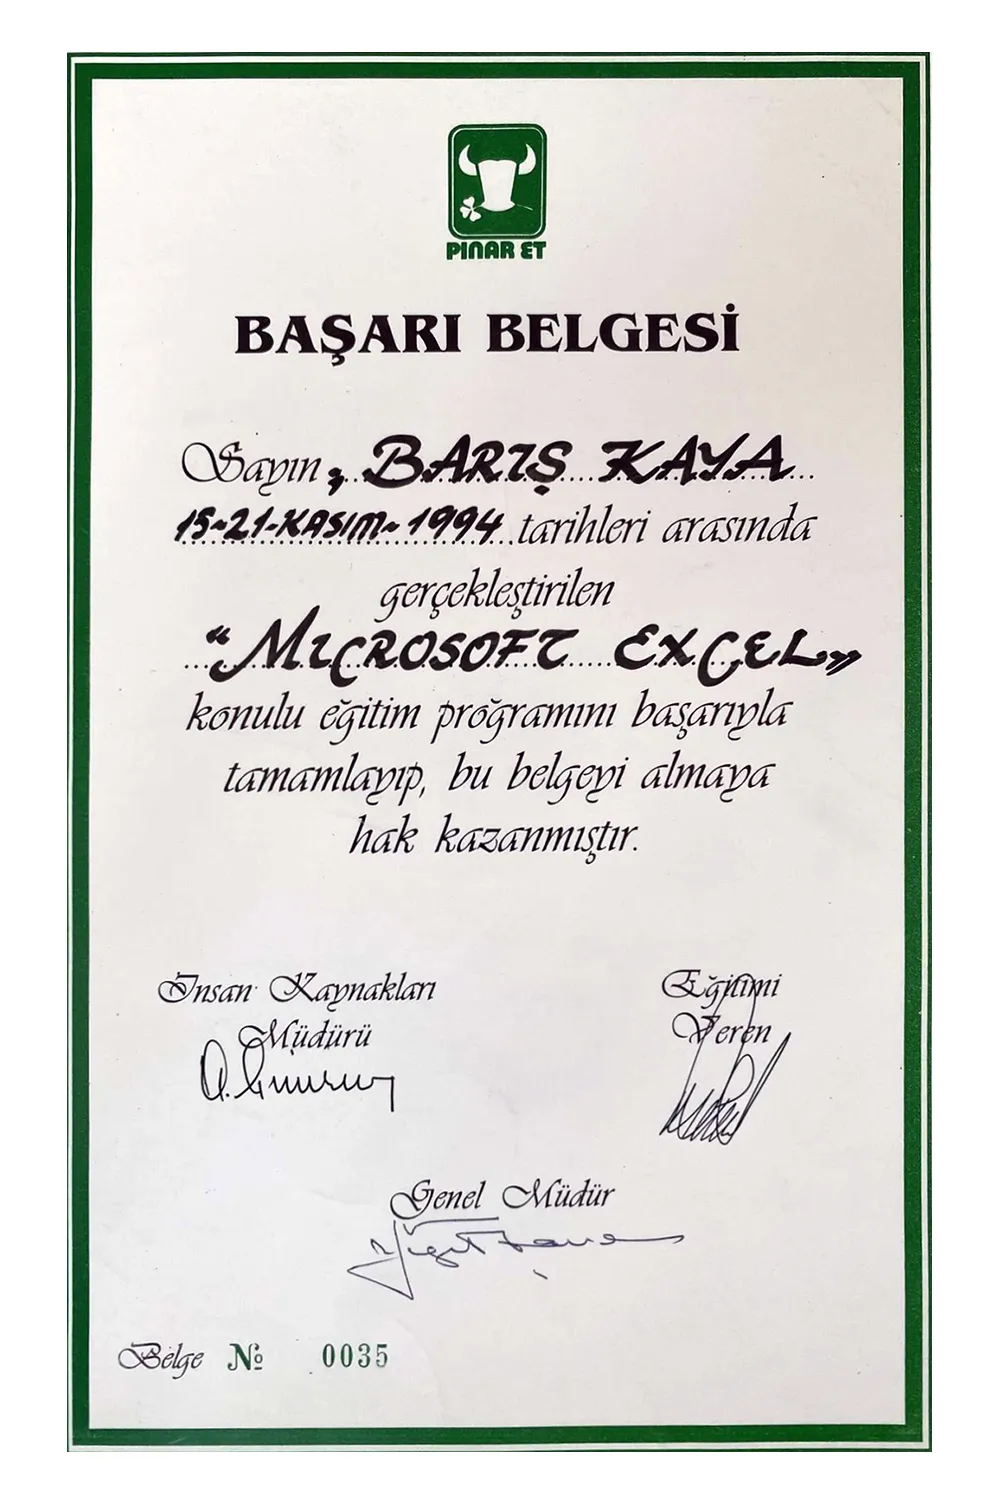 PINAR ET
BAŞARI BELGESİ
Sayın, BARIŞ KAYA
15-21-KASIM-1994 tarihleri arasında
gerçekleştirilen
“MICROSOFT EXCEL”
konulu eğitim proğramını başarıyla
tamamlayıp, bu belgeyi almaya
hak kazanmıştır.
İnsan Kaynakları
Müdürü
Eğitimi
Veren
Genel Müdür
Belge № 0035